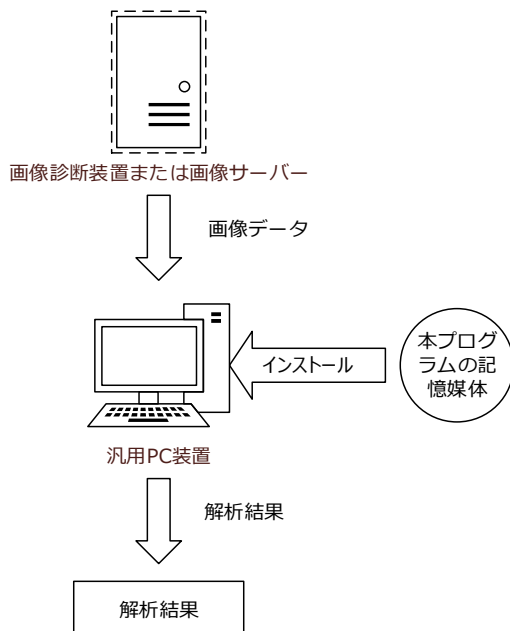 画像診断装置または画像サーバー
画像データ
インストール
本プログ
ラムの記
憶媒体
汎用PC装置
解析結果
解析結果